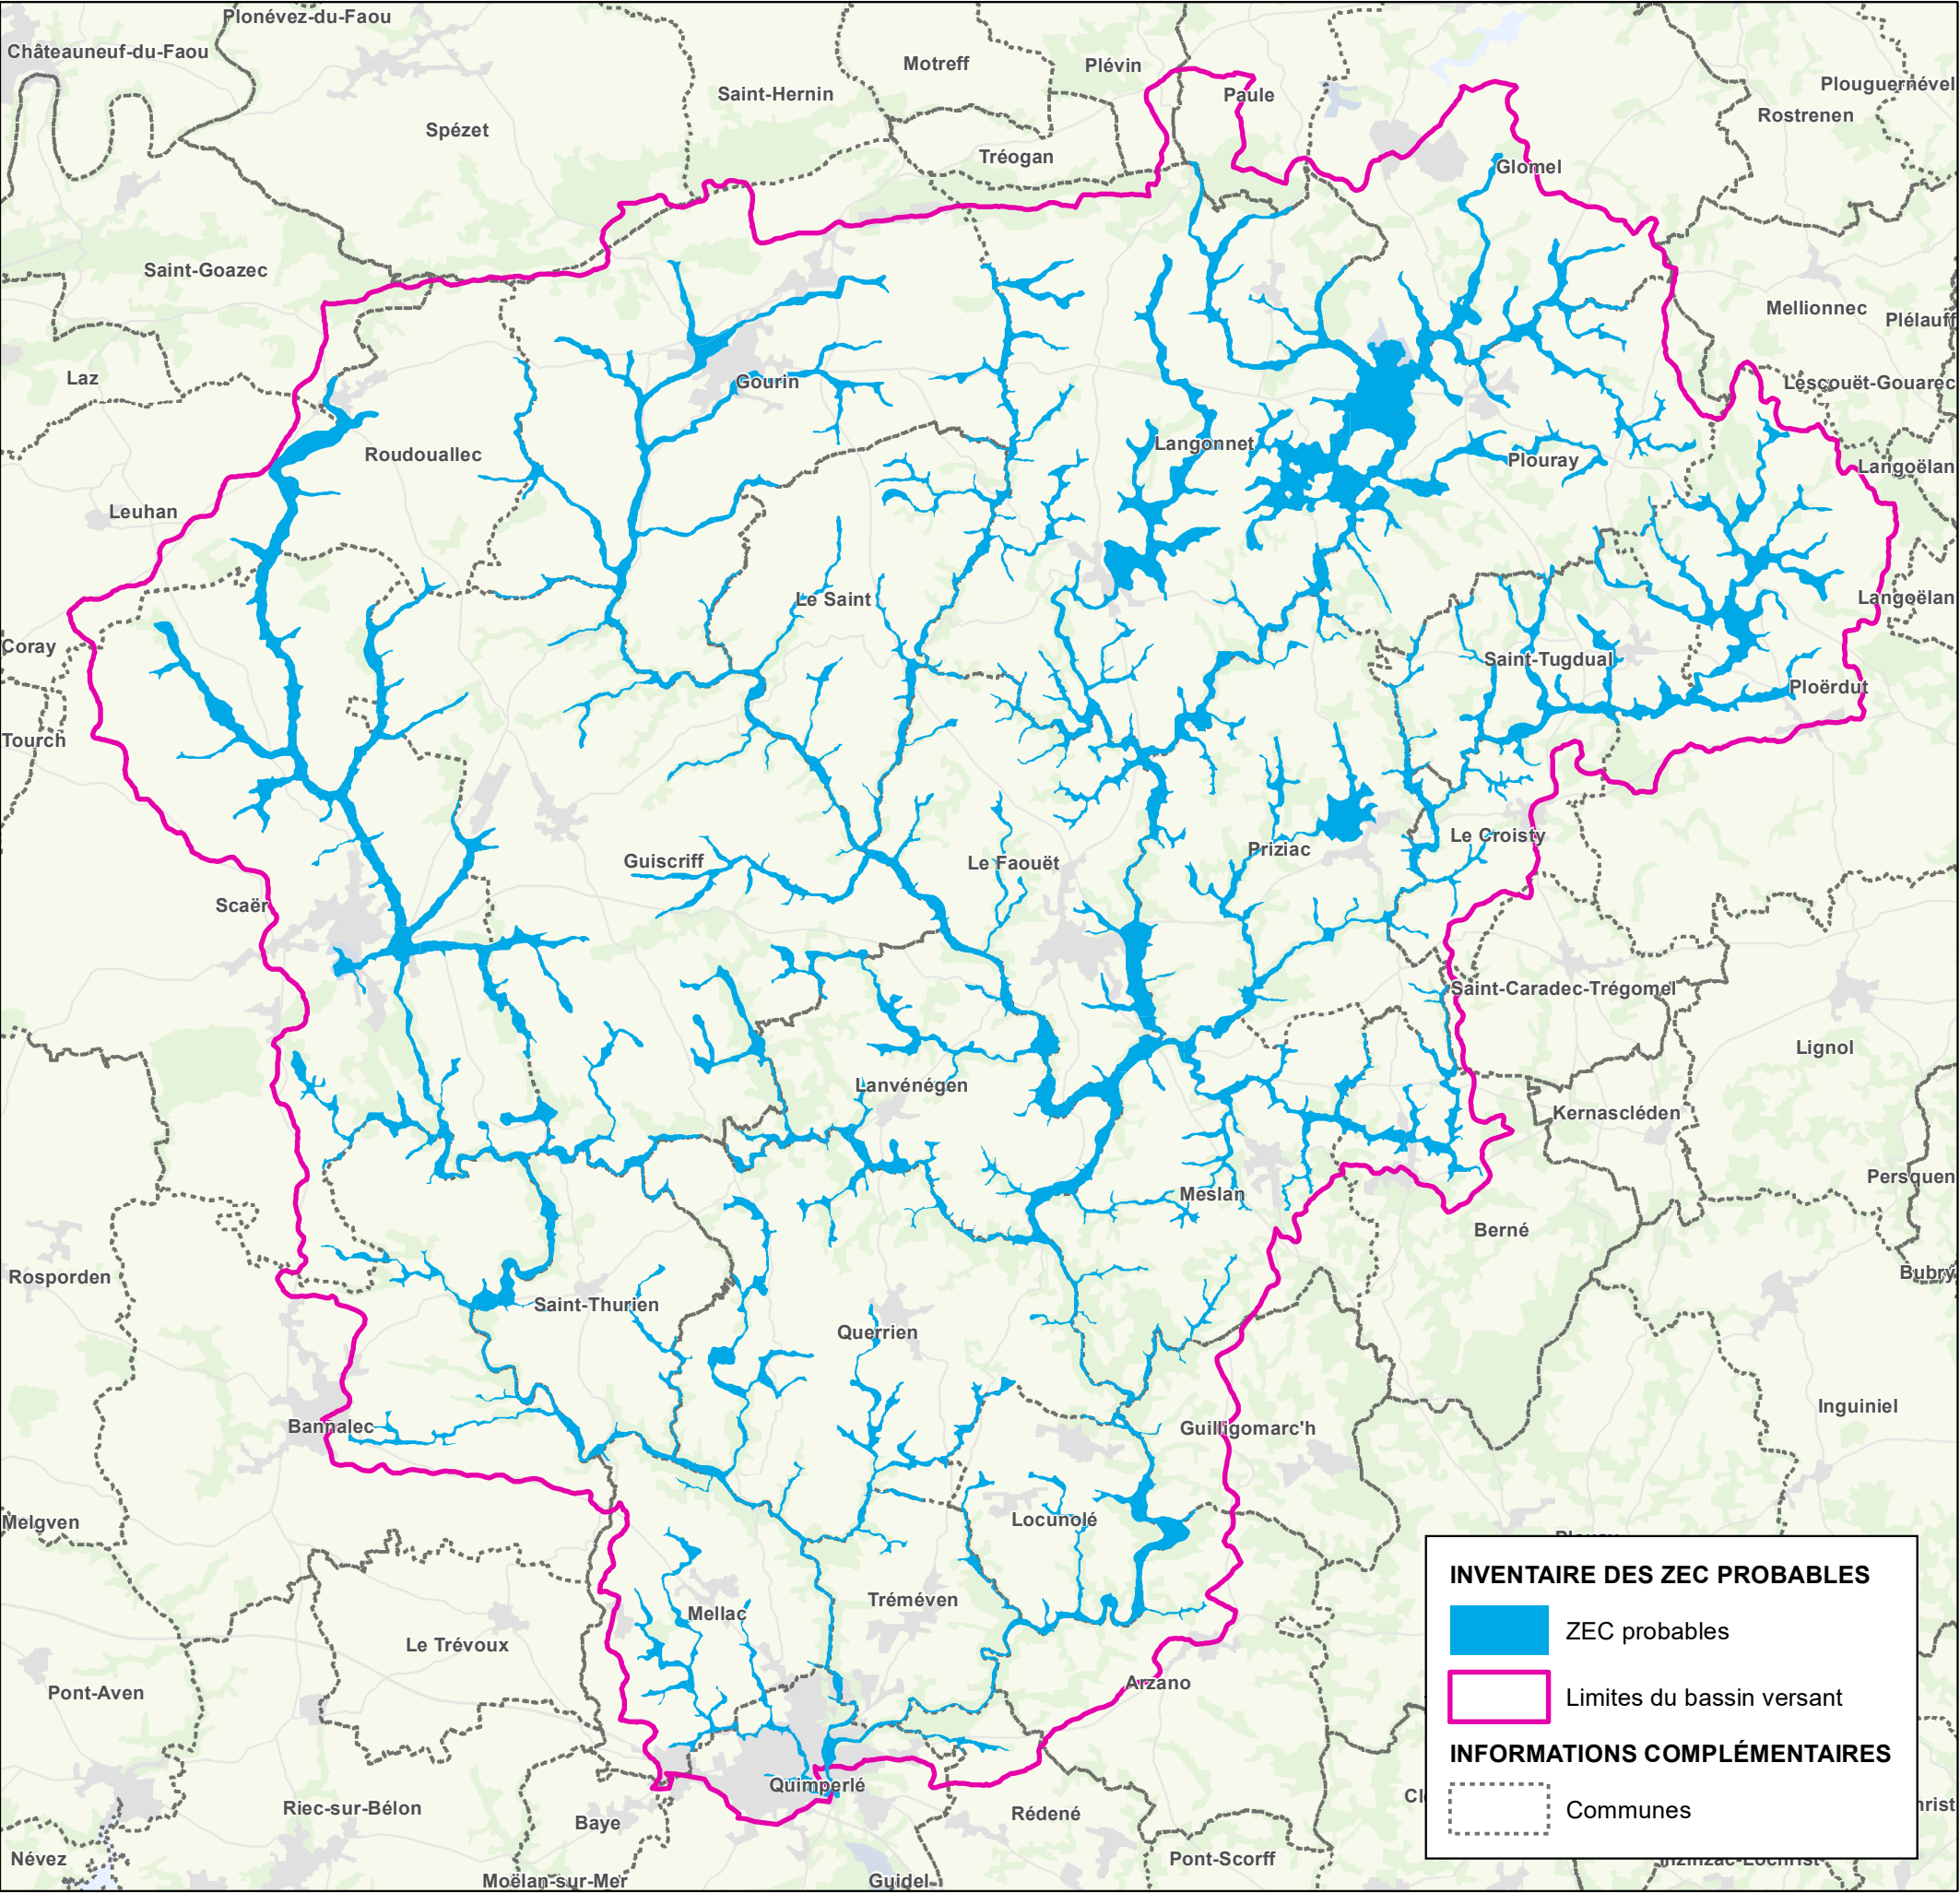 Plonévez-du-Faou
Châteauneuf-du-Faou
Motreff
Plévin
Saint-Hernin
Paule
Plouguernével
Rostrenen
Spézet
Tréogan
Glomel
Saint-Goazec
Mellionnec
Plélauff
Laz
Gourin
Lescouët-Gouarec
Langonnet
Roudouallec
Plouray
Langoëlan
Leuhan
Le Saint
Langoëlan
Coray
Saint-Tugdual
Ploërdut
Tourch
Le Croisty
Priziac
Guiscriff
Le Faouët
Scaër
Saint-Caradec-Trégomel
Lignol
Lanvénégen
Kernascléden
Persquen
Meslan
Berné
Rosporden
Bubry
Saint-Thurien
Querrien
Inguiniel
Bannalec
Guilligomarc'h
Melgven
Locunolé
INVENTAIRE DES ZEC PROBABLES
ZEC probables
Limites du bassin versant
INFORMATIONS COMPLÉMENTAIRES
Communes
Tréméven
Mellac
Le Trévoux
Pont-Aven
Arzano
Quimperlé
Riec-sur-Bélon
Rédené
Baye
Névez
Pont-Scorff
Moëlan-sur-Mer
Guidel